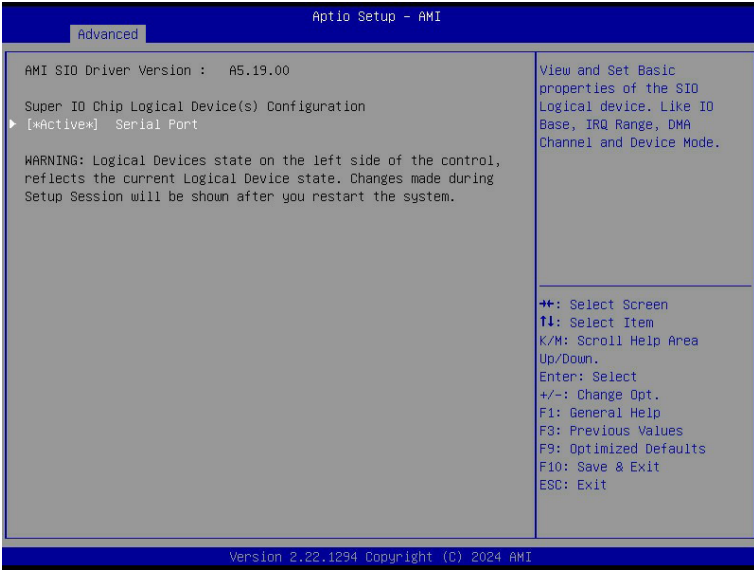 Aptio Setup - AMI
Advanced
AMI SIO Driver Version : A5.19.00
Super IO Chip Logical Device(s) Configuration
[*Active*] Serial Port
WARNING: Logical Devices state on the left side of the control,
reflects the current Logical Device state. Changes made during
Setup Session will be shown after you restart the system.
View and Set Basic
properties of the SIO
Logical device. Like IO
Base, IRQ Range, DMA
Channel and Device Mode.
→←: Select Screen
↑↓: Select Item
K/M: Scroll Help Area
Up/Down.
Enter: Select
+/-: Change Opt.
F1: General Help
F3: Previous Values
F9: Optimized Defaults
F10: Save & Exit
ESC: Exit
Version 2.22.1294 Copyright (C) 2024 AMI